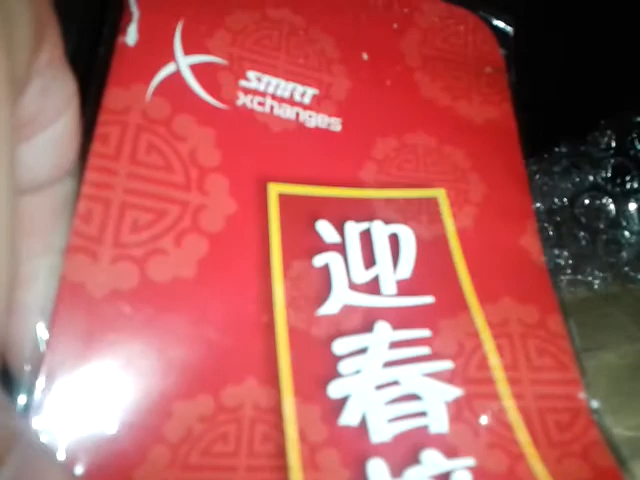 SMRT
xchanges
迎
春